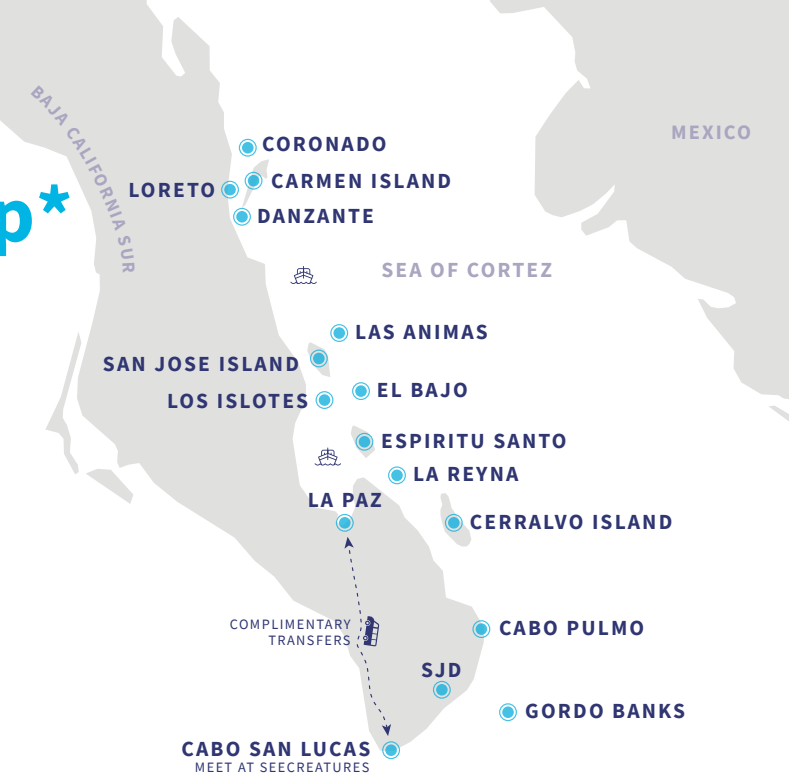 CORONADO
BAJA CALIFORNIA SUR
MEXICO
CARMEN ISLAND
LORETO
p*
DANZANTE
SEA OF CORTEZ
LAS ANIMAS
SAN JOSE ISLAND
EL BAJO
LOS ISLOTES
ESPIRITU SANTO
LA REYNA
LA PAZ
CERRALVO ISLAND
COMPLIMENTARY
TRANSFERS
CABO PULMO
SJD
GORDO BANKS
CABO SAN LUCAS
MEET AT SEECREATURES